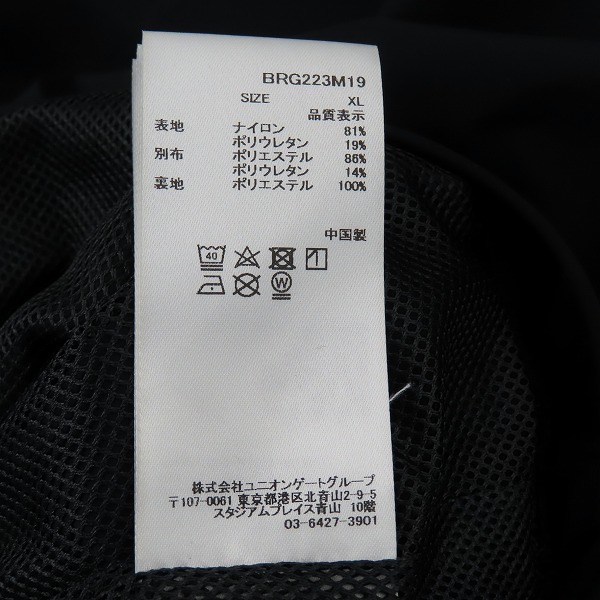 BRG223M19
SIZE XL
品質表示
表地 ナイロン 81%
ポリウレタン 19%
別布 ポリエステル 86%
ポリウレタン 14%
裏地 ポリエステル 100%
中国製
40
W
株式会社ユニオンゲートグループ
〒107-0061 東京都港区北青山2-9-5
スタジアムプレイス青山 10階
03-6427-3901